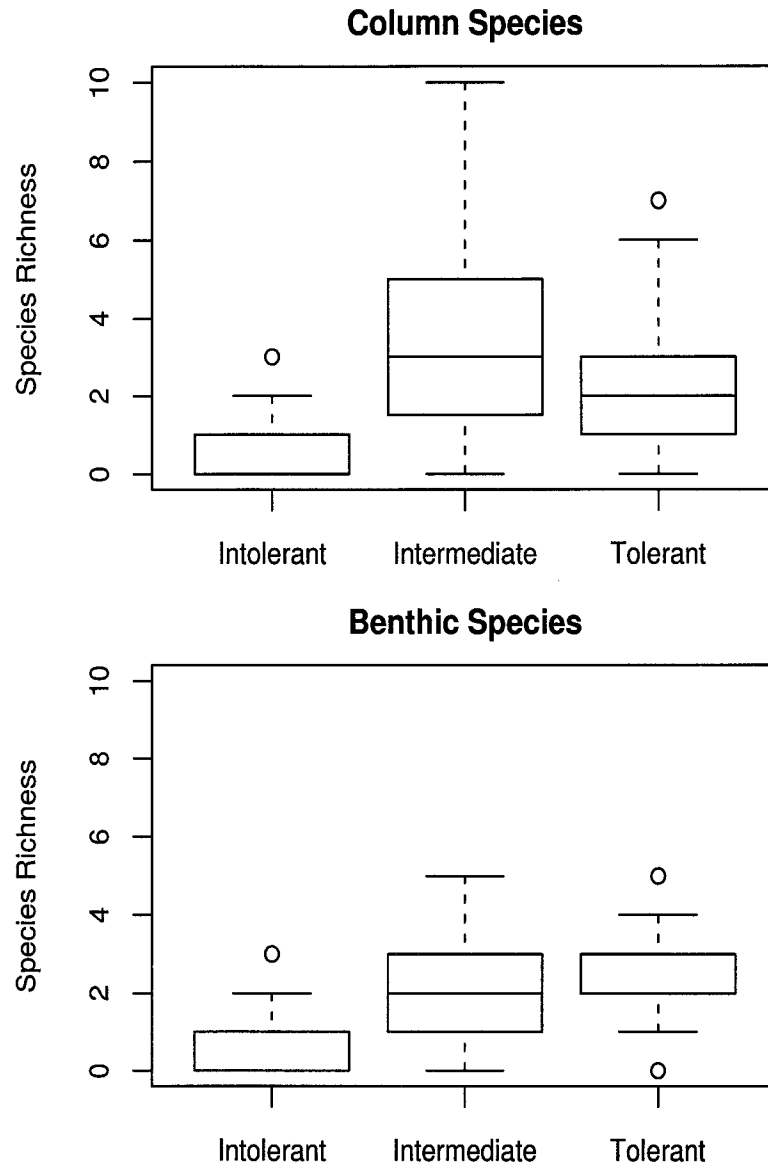 Column Species
Species Richness
10
8
6
4
2
0
Intolerant Intermediate Tolerant
Benthic Species
Species Richness
10
8
6
4
2
0
Intolerant Intermediate Tolerant